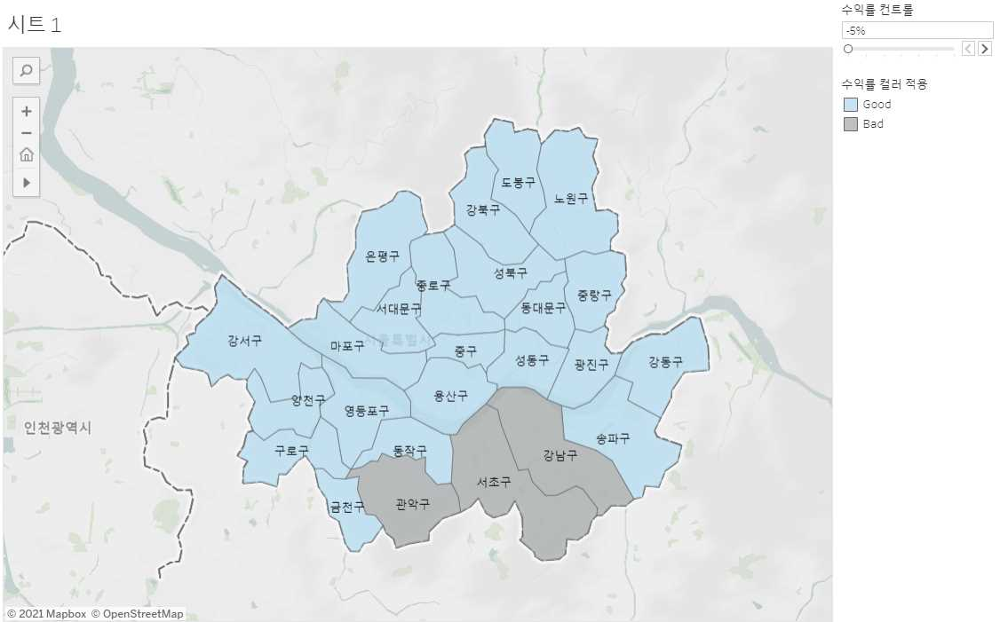 시트 1
수익률 컨트롤
-5%
수익률 컬러 적용
Good
Bad
도봉구
노원구
강북구
은평구
성북구
종로구
중랑구
서대문구
동대문구
강서구
서울특별시
마포구
중구
성동구
광진구
강동구
용산구
양천구
영등포구
인천광역시
송파구
구로구
동작구
강남구
서초구
관악구
금천구
© 2021 Mapbox © OpenStreetMap